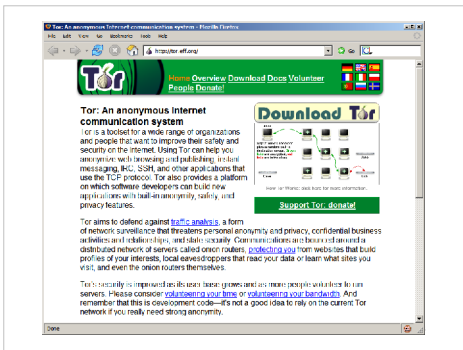 Tor: An anonymous Internet communication system - Mozilla Firefox
File Edit View Go Bookmarks Tools Help
http://tor.eff.org/
Tor
Home Overview Download Docs Volunteer
People Donate!
Tor: An anonymous Internet
communication system
Tor is a toolset for a wide range of organizations
and people that want to improve their safety and
security on the Internet. Using Tor can help you
anonymize web browsing and publishing, instant
messaging, IRC, SSH, and other applications that
use the TCP protocol. Tor also provides a platform
on which software developers can build new
applications with built-in anonymity, safety, and
privacy features.
Download Tor
Support Tor: donate!
Tor aims to defend against traffic analysis, a form
of network surveillance that threatens personal anonymity and privacy, confidential business
activities and relationships, and state security. Communications are bounced around a
distributed network of servers called onion routers, protecting you from websites that build
profiles of your interests, local eavesdroppers that read your data or learn what sites you
visit, and even the onion routers themselves.
Tor's security is improved as its user base grows and as more people volunteer to run
servers. Please consider volunteering your time or volunteering your bandwidth. And
remember that this is development code—it's not a good idea to rely on the current Tor
network if you really need strong anonymity.
Done